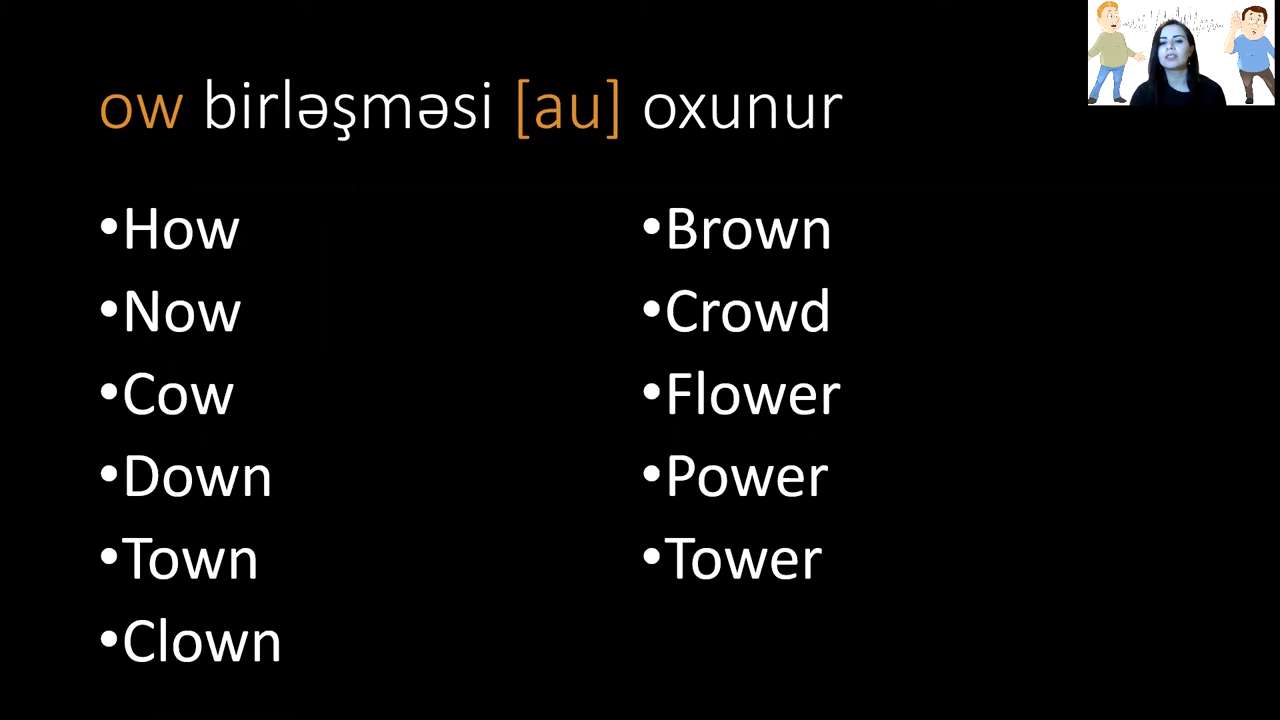 ow birləşməsi [au] oxunur
•How
•Now
•Cow
•Down
•Town
•Clown
•Brown
•Crowd
•Flower
•Power
•Tower